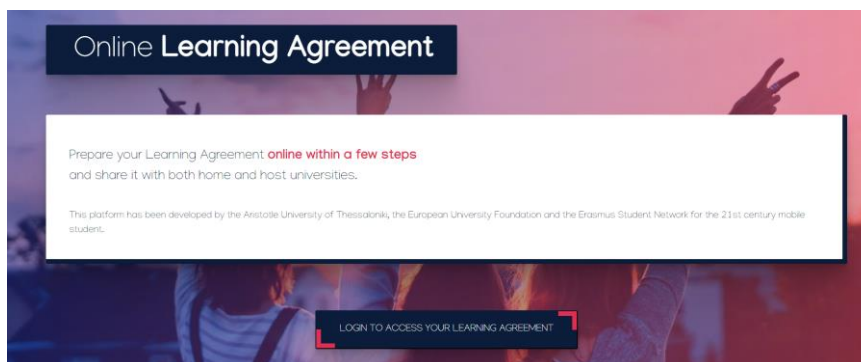 Online Learning Agreement
Prepare your Learning Agreement online within a few steps
and share it with both home and host universities.
This platform has been developed by the Aristotle University of Thessaloniki, the European University Foundation and the Erasmus Student Network for the 21st century mobile
student.
LOGIN TO ACCESS YOUR LEARNING AGREEMENT